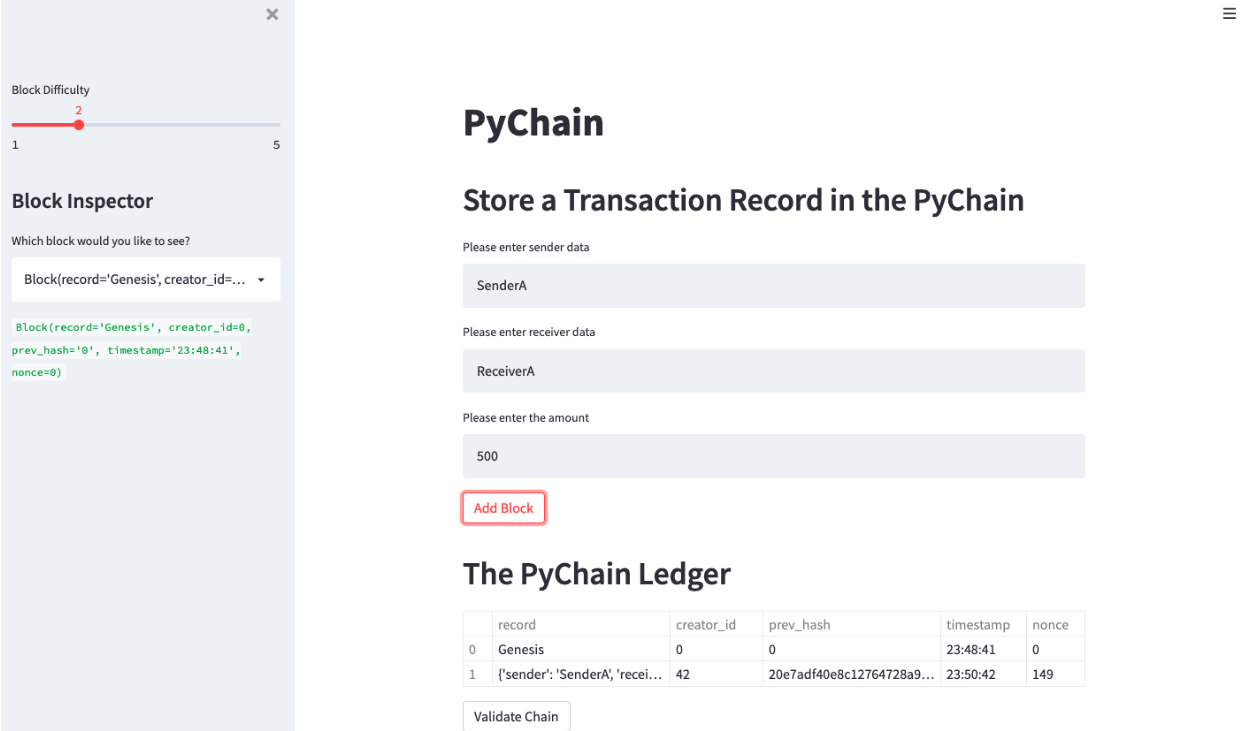 Block Difficulty
2
1 5
Block Inspector
Which block would you like to see?
Block(record='Genesis', creator_id=...
Block(record='Genesis', creator_id=0,
prev_hash='0', timestamp='23:48:41',
nonce=0)
PyChain
Store a Transaction Record in the PyChain
Please enter sender data
SenderA
Please enter receiver data
ReceiverA
Please enter the amount
500
Add Block
The PyChain Ledger
record creator_id prev_hash timestamp nonce
0 Genesis 0 0 23:48:41 0
1 {'sender': 'SenderA', 'recei... 42 20e7adf40e8c12764728a9... 23:50:42 149
Validate Chain